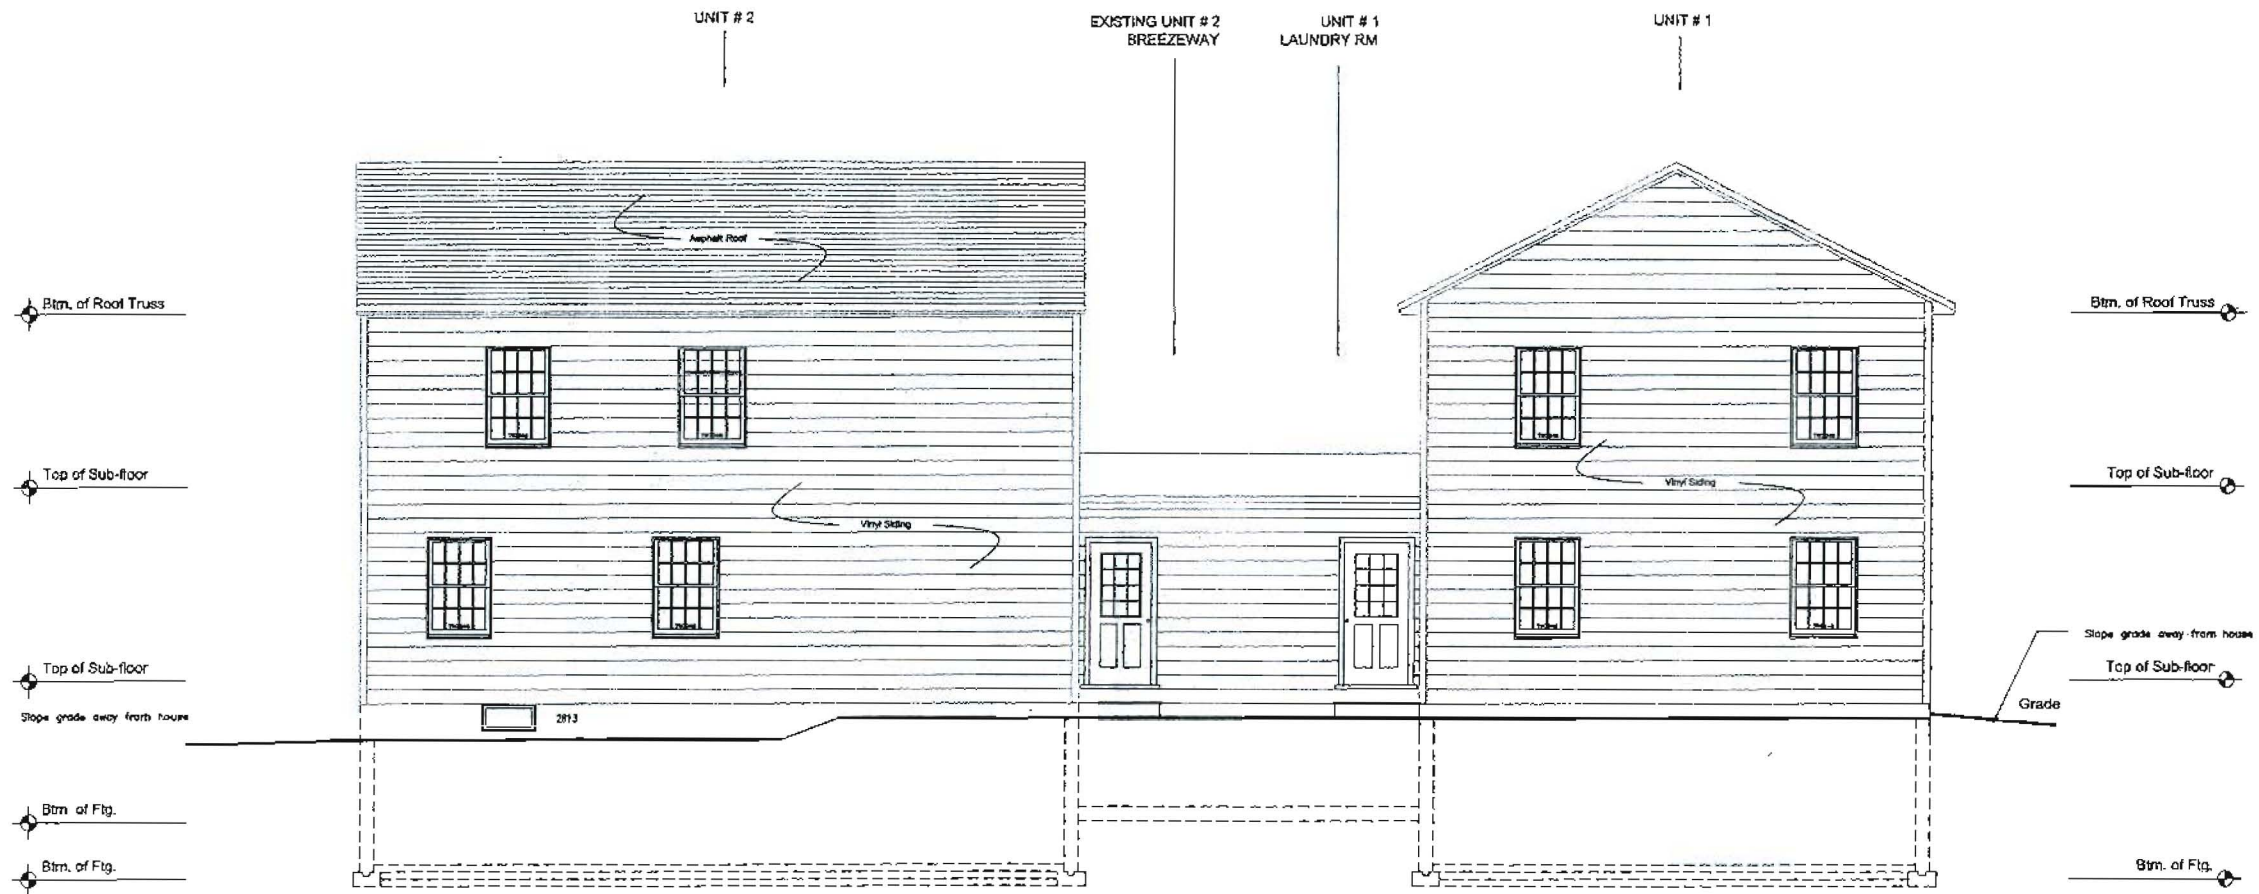 UNIT # 2
EXISTING UNIT # 2
BREEZEWAY
UNIT # 1
LAUNDRY RM
UNIT # 1
Asphalt Roof
Btm. of Roof Truss
Btm. of Roof Truss
Top of Sub-floor
Top of Sub-floor
Vinyl Siding
Vinyl Siding
Slope grade away from house
Top of Sub-floor
Top of Sub-floor
Grade
Slope grade away from house
2813
Btm. of Ftg.
Btm. of Ftg.
Btm. of Ftg.